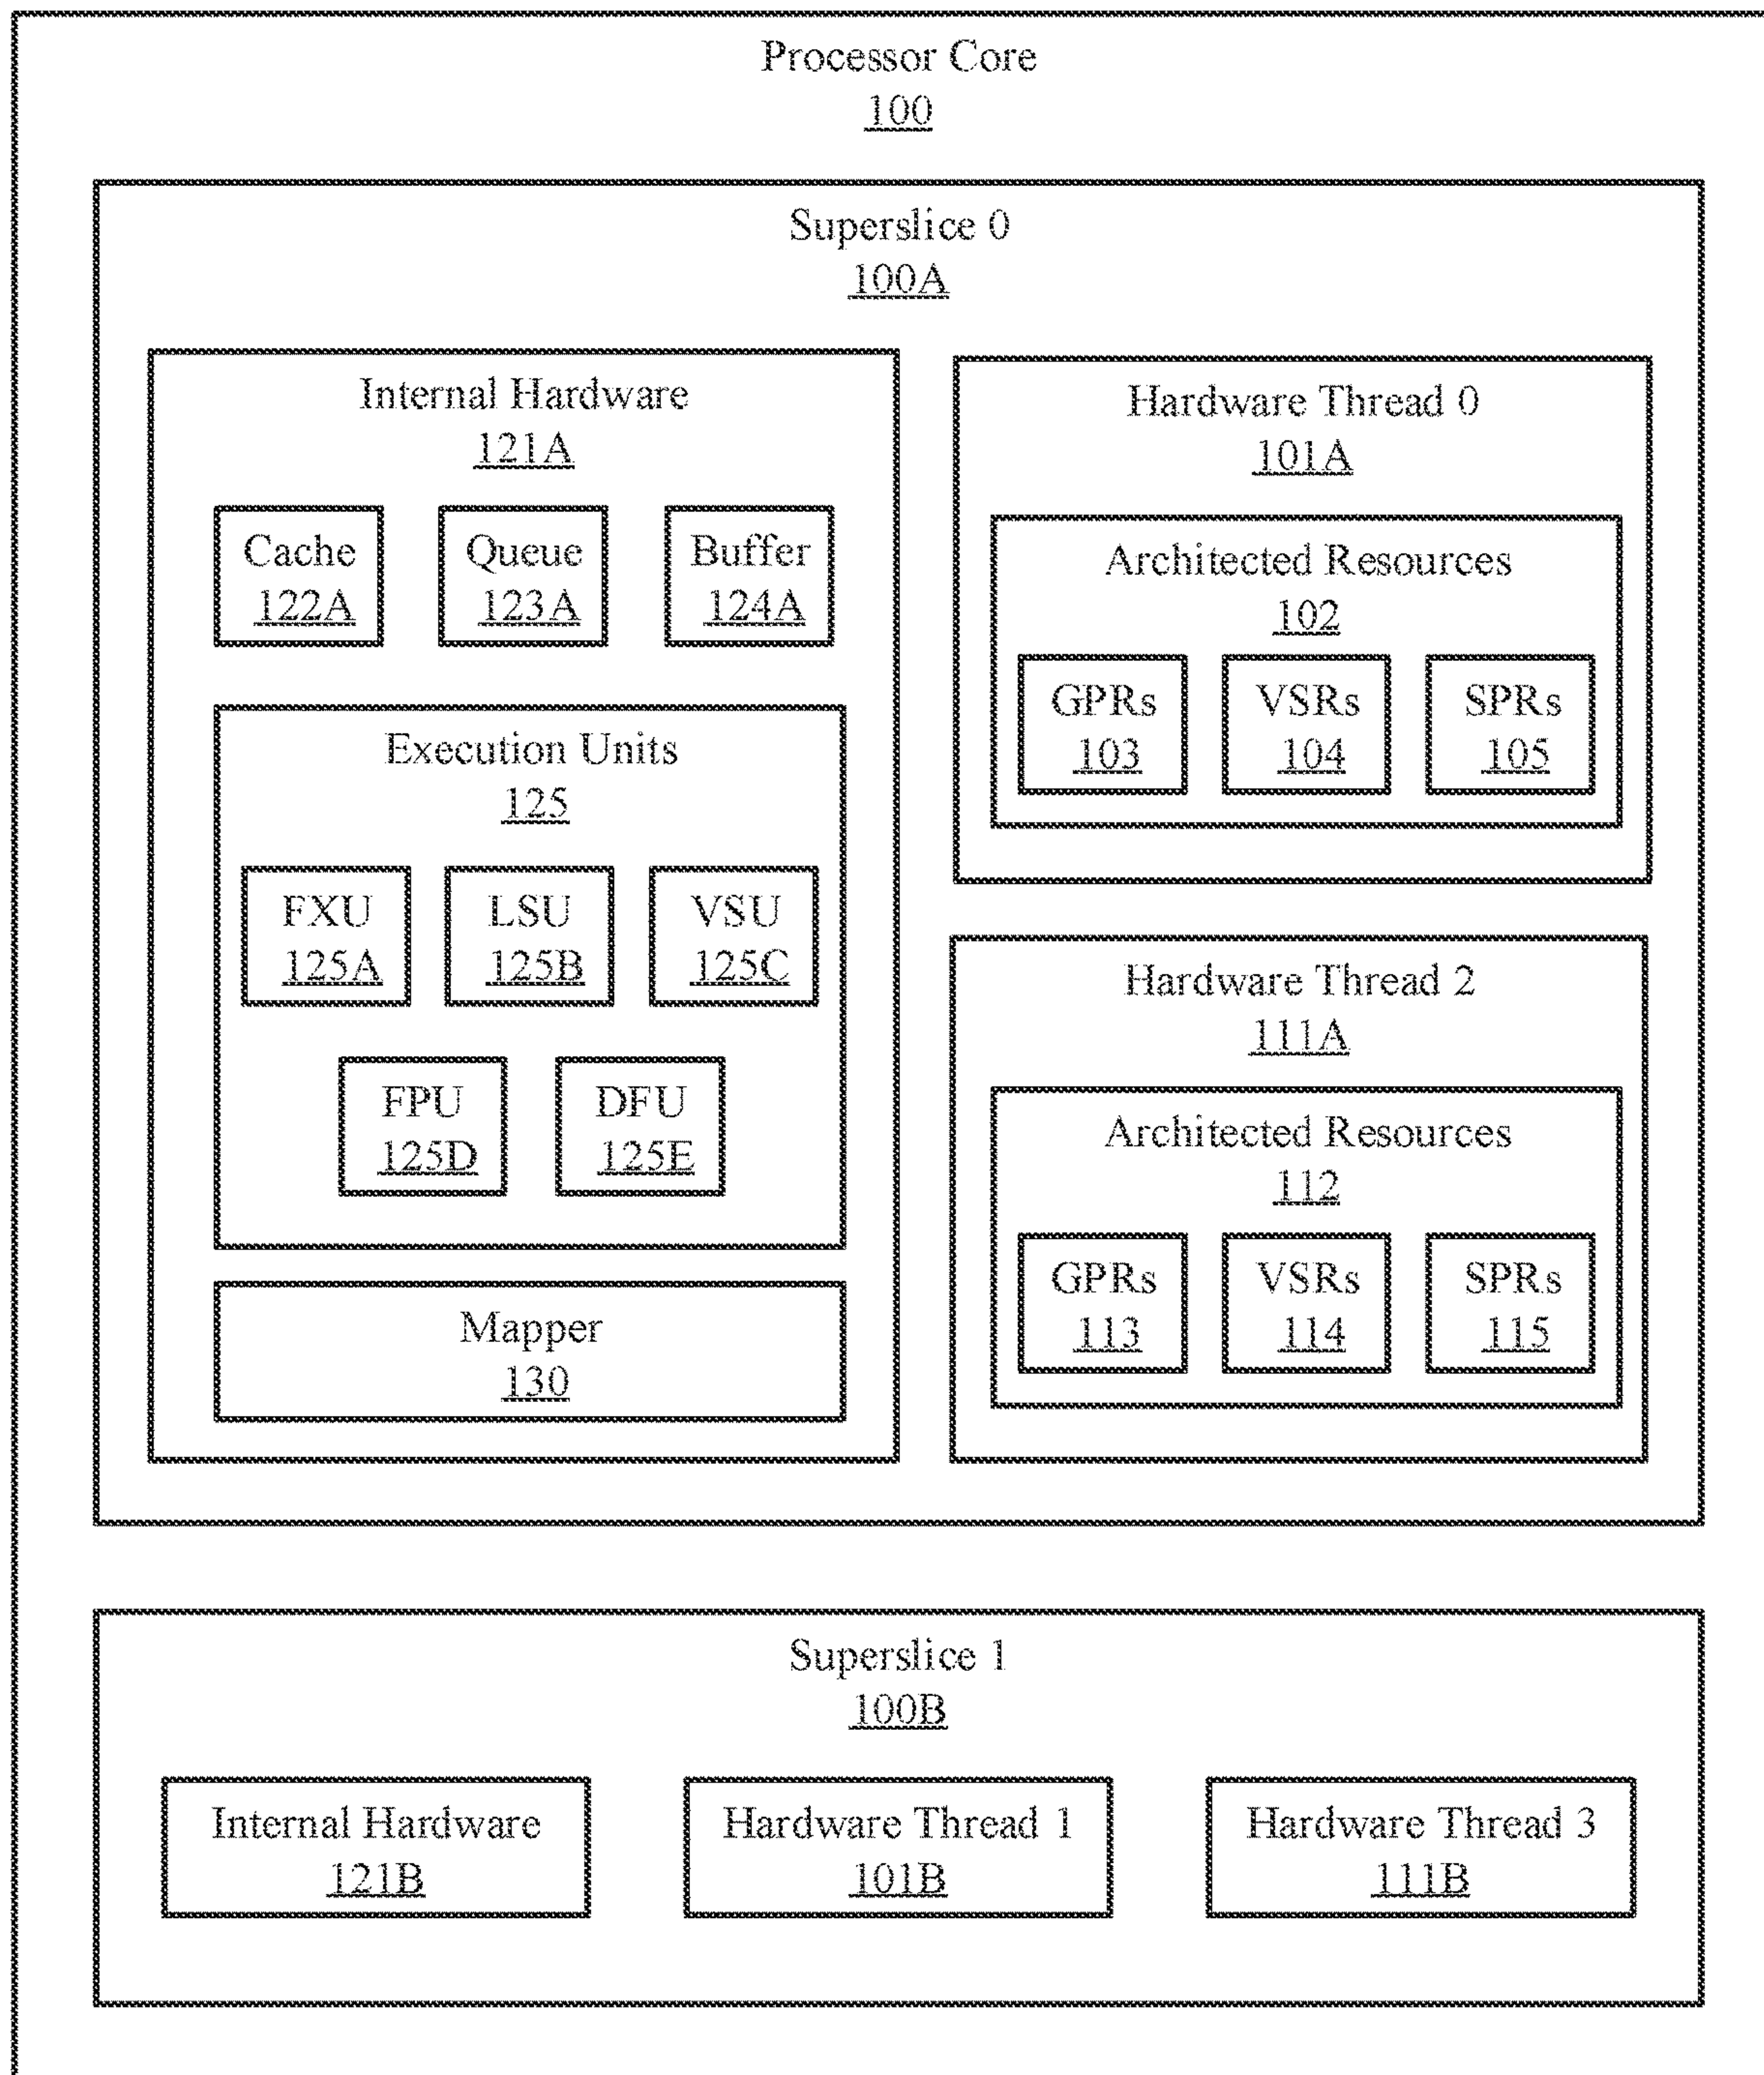 Processor Core
100
Superslice 0
100A
Internal Hardware
121A
Cache
122A
Queue
123A
Buffer
124A
Execution Units
125
FXU
125A
LSU
125B
VSU
125C
FPU
125D
DFU
125E
Mapper
130
Hardware Thread 0
101A
Architected Resources
102
GPRs
103
VSRs
104
SPRs
105
Hardware Thread 2
111A
Architected Resources
112
GPRs
113
VSRs
114
SPRs
115
Superslice 1
100B
Internal Hardware
121B
Hardware Thread 1
101B
Hardware Thread 3
111B